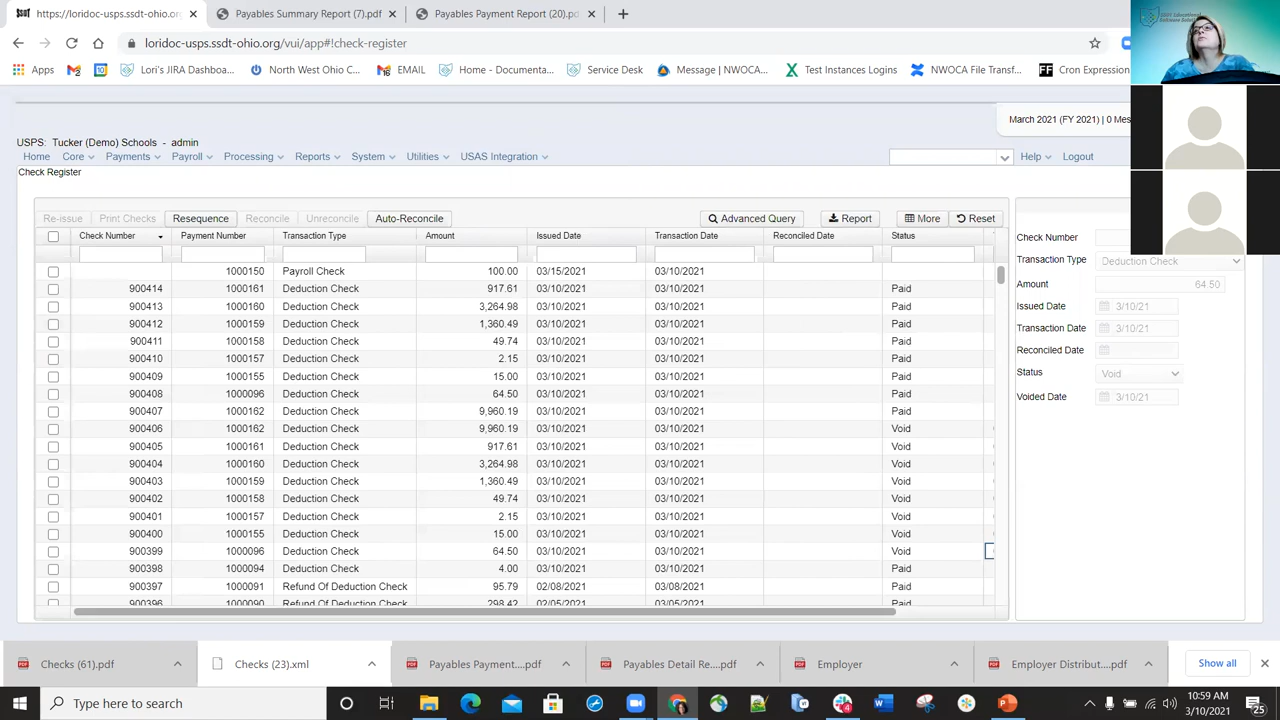 https://loridoc-usps.ssdt-ohio.org/ Payables Summary Report (7).pdf Payables Payment Report (20).pdf
loridoc-usps.ssdt-ohio.org/vui/app#!check-register
Apps Lori's JIRA Dashboa... North West Ohio C... EMAIL Home - Documenta... Service Desk Message | NWOCA... Test Instances Logins NWOCA File Transf... Cron Expression
March 2021 (FY 2021) | 0 Mes
USPS: Tucker (Demo) Schools - admin
Home Core Payments Payroll Processing Reports System Utilities USAS Integration Help Logout
Check Register
Re-issue Print Checks Resequence Reconcile Unreconcile Auto-Reconcile Advanced Query Report More Reset
Check Number Payment Number Transaction Type Amount Issued Date Transaction Date Reconciled Date Status
1000150 Payroll Check 100.00 03/15/2021 03/10/2021
900414 1000161 Deduction Check 917.61 03/10/2021 03/10/2021 Paid
900413 1000160 Deduction Check 3,264.98 03/10/2021 03/10/2021 Paid
900412 1000159 Deduction Check 1,360.49 03/10/2021 03/10/2021 Paid
900411 1000158 Deduction Check 49.74 03/10/2021 03/10/2021 Paid
900410 1000157 Deduction Check 2.15 03/10/2021 03/10/2021 Paid
900409 1000155 Deduction Check 15.00 03/10/2021 03/10/2021 Paid
900408 1000096 Deduction Check 64.50 03/10/2021 03/10/2021 Paid
900407 1000162 Deduction Check 9,960.19 03/10/2021 03/10/2021 Paid
900406 1000162 Deduction Check 9,960.19 03/10/2021 03/10/2021 Void
900405 1000161 Deduction Check 917.61 03/10/2021 03/10/2021 Void
900404 1000160 Deduction Check 3,264.98 03/10/2021 03/10/2021 Void
900403 1000159 Deduction Check 1,360.49 03/10/2021 03/10/2021 Void
900402 1000158 Deduction Check 49.74 03/10/2021 03/10/2021 Void
900401 1000157 Deduction Check 2.15 03/10/2021 03/10/2021 Void
900400 1000155 Deduction Check 15.00 03/10/2021 03/10/2021 Void
900399 1000096 Deduction Check 64.50 03/10/2021 03/10/2021 Void
900398 1000094 Deduction Check 4.00 03/10/2021 03/10/2021 Paid
900397 1000091 Refund Of Deduction Check 95.79 02/08/2021 03/08/2021 Paid
900396 1000090 Refund Of Deduction Check 298.42 02/05/2021 03/05/2021 Paid
Check Number
Transaction Type Deduction Check
Amount 64.50
Issued Date 3/10/21
Transaction Date 3/10/21
Reconciled Date
Status Void
Voided Date 3/10/21
Checks (61).pdf Checks (23).xml Payables Payment....pdf Payables Detail Re....pdf Employer Employer Distribut....pdf Show all
Type here to search
10:59 AM
3/10/2021
25